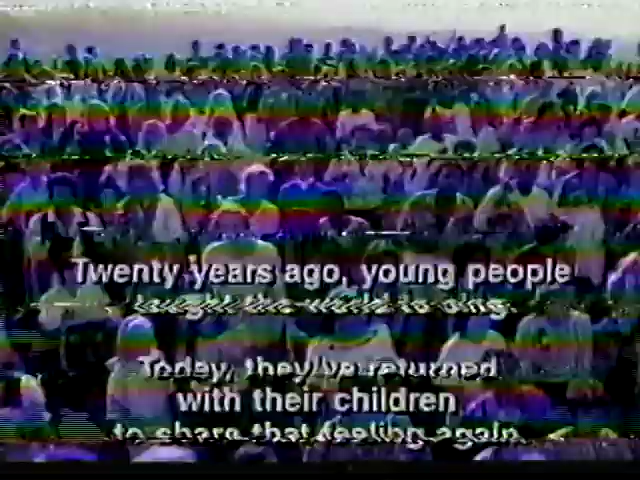 Twenty years ago, young people
taught the world to sing.
Today, they've returned
with their children
to share that feeling again.